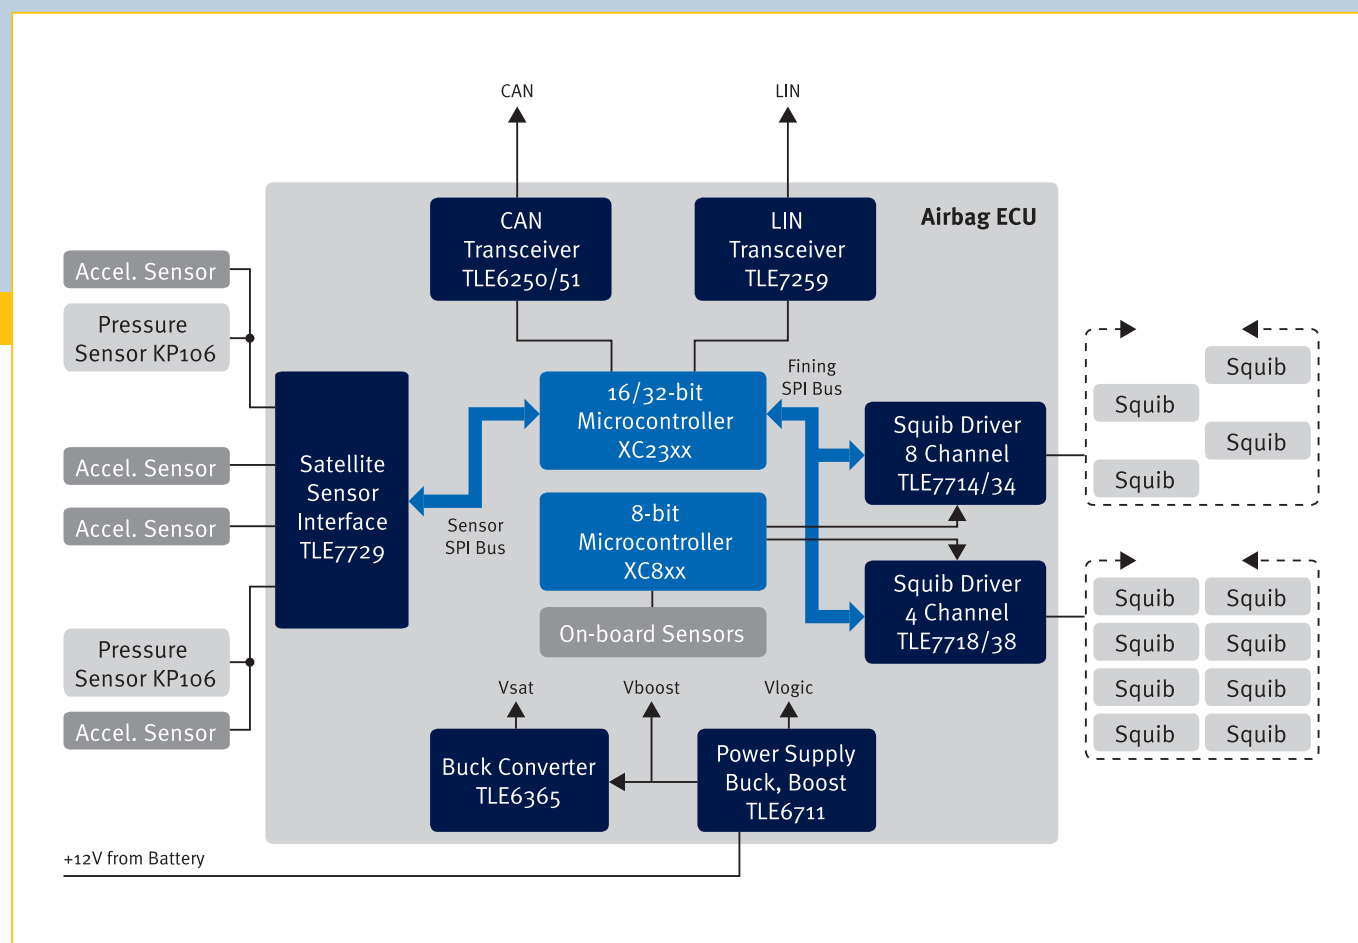 CAN
LIN
Airbag ECU
CAN
Transceiver
TLE6250/51
LIN
Transceiver
TLE7259
Accel. Sensor
Pressure
Sensor KP106
Accel. Sensor
Accel. Sensor
Pressure
Sensor KP106
Accel. Sensor
Satellite
Sensor
Interface
TLE7729
Sensor
SPI Bus
16/32-bit
Microcontroller
XC23xx
8-bit
Microcontroller
XC8xx
On-board Sensors
Fining
SPI Bus
Squib Driver
8 Channel
TLE7714/34
Squib Driver
4 Channel
TLE7718/38
Squib
Squib
Squib
Squib
Squib
Squib
Squib
Squib
Squib
Squib
Squib
Squib
Vsat
Vboost
Vlogic
Buck Converter
TLE6365
Power Supply
Buck, Boost
TLE6711
+12V from Battery